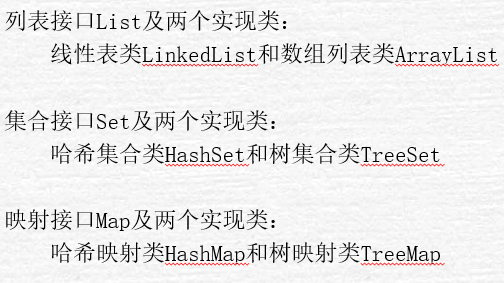 列表接口List及两个实现类：
线性表类LinkedList和数组列表类ArrayList
集合接口Set及两个实现类：
哈希集合类HashSet和树集合类TreeSet
映射接口Map及两个实现类：
哈希映射类HashMap和树映射类TreeMap